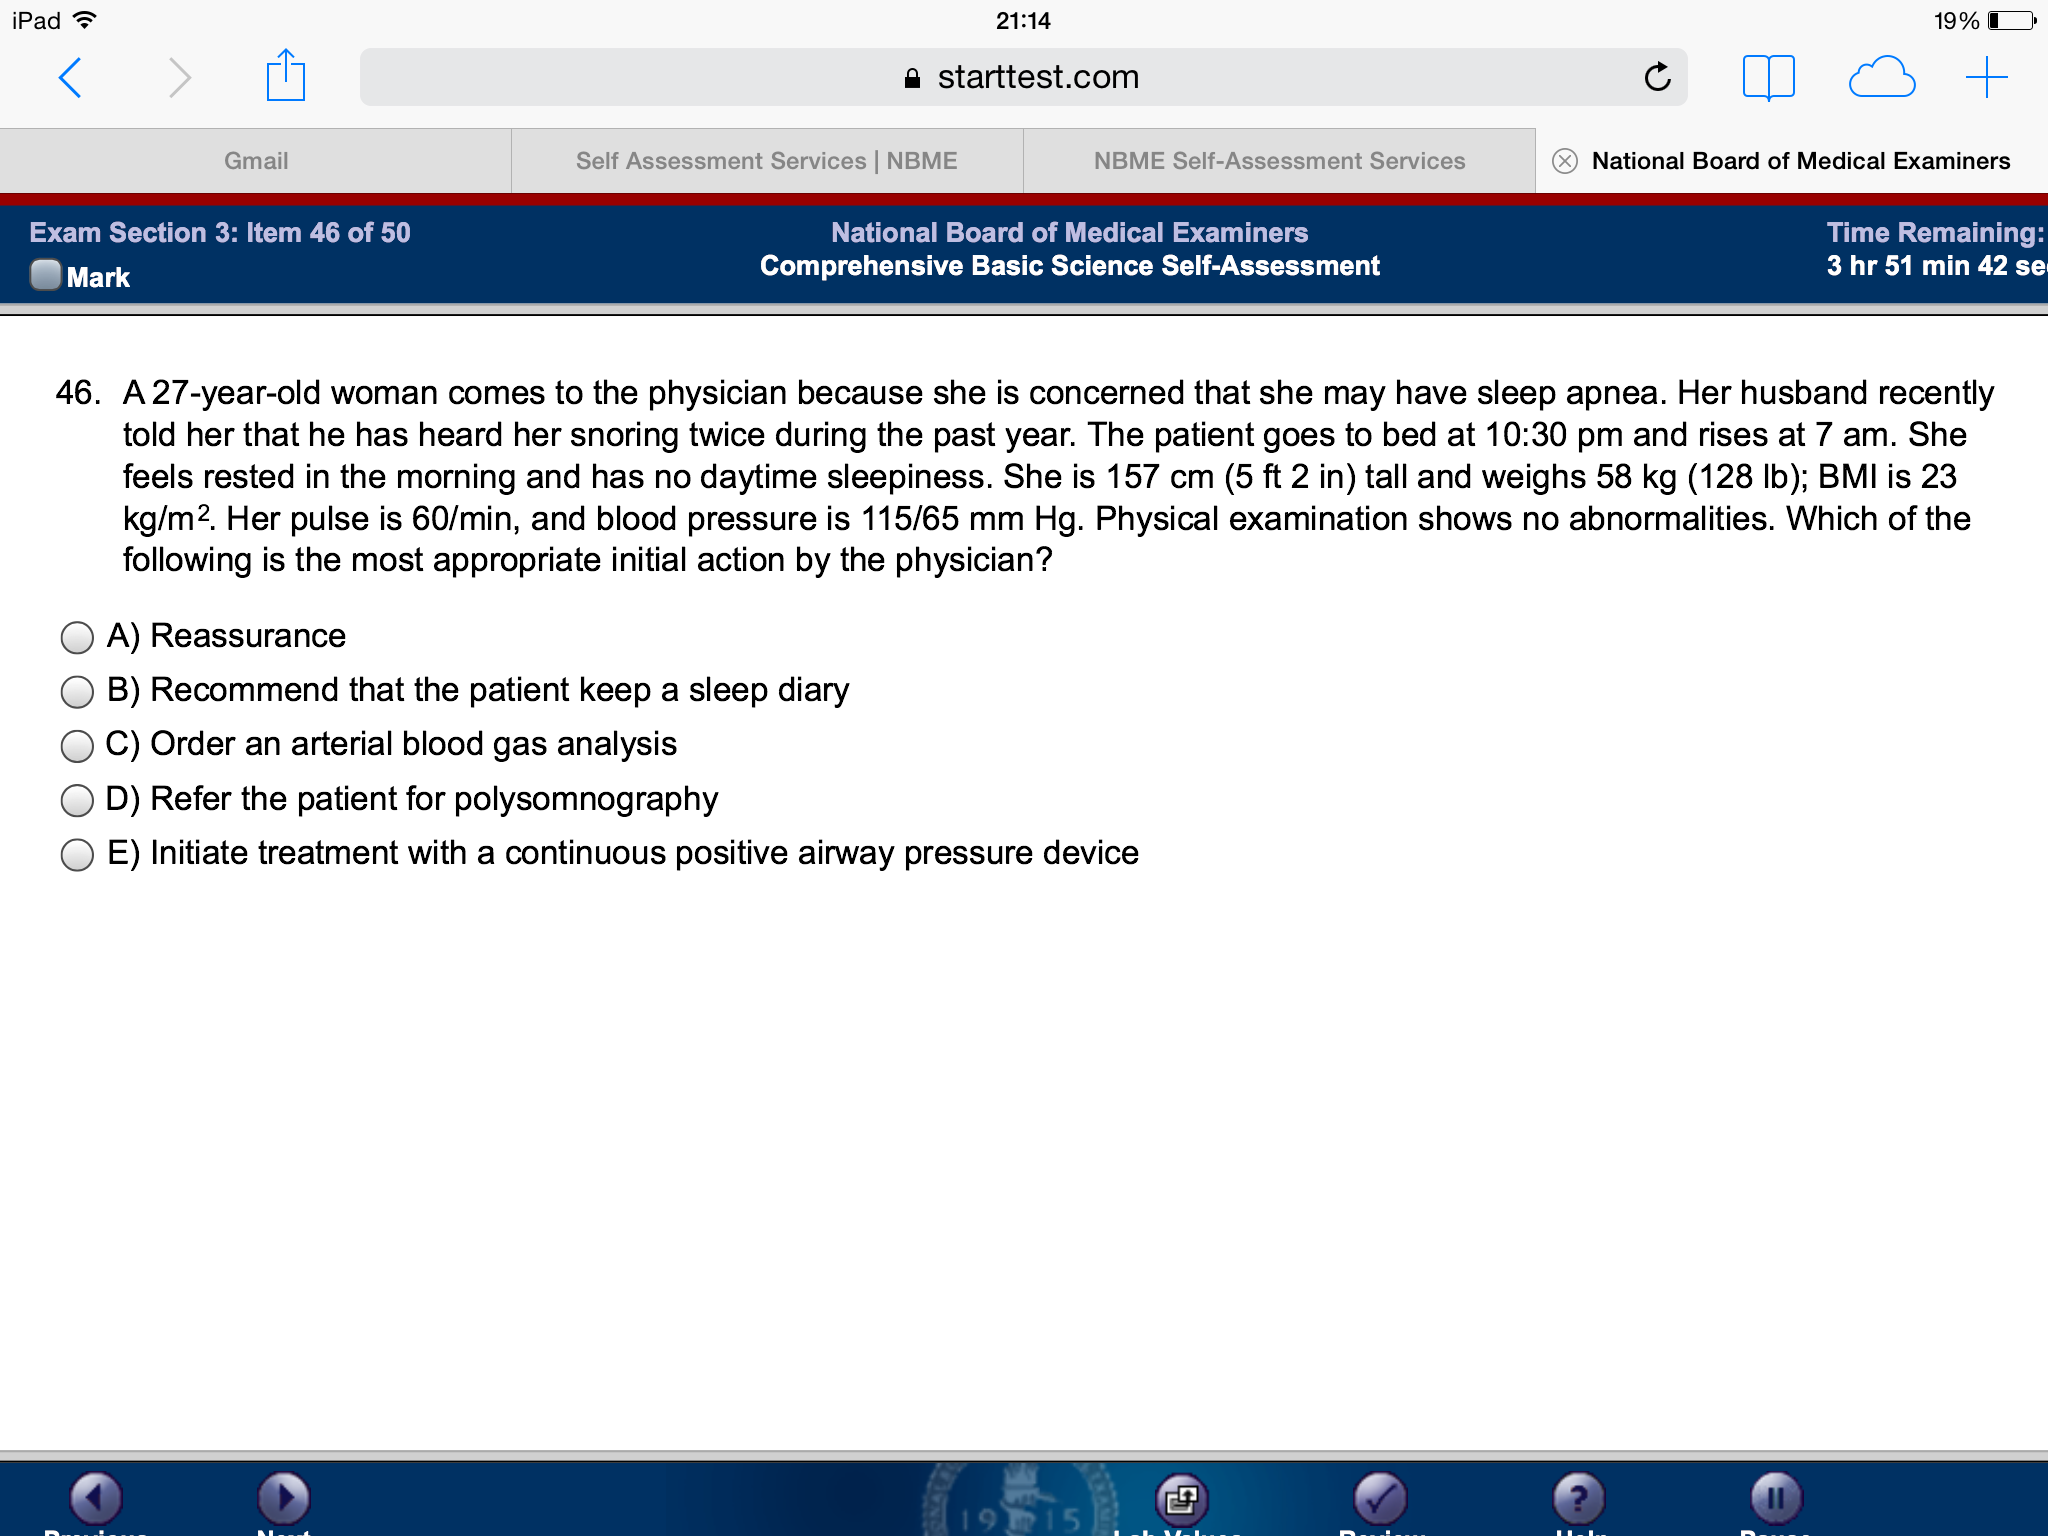 iPad 21:14 19%
starttest.com
Gmail Self Assessment Services | NBME NBME Self-Assessment Services National Board of Medical Examiners
Exam Section 3: Item 46 of 50 National Board of Medical Examiners Time Remaining:
Mark Comprehensive Basic Science Self-Assessment 3 hr 51 min 42 se
46. A 27-year-old woman comes to the physician because she is concerned that she may have sleep apnea. Her husband recently
told her that he has heard her snoring twice during the past year. The patient goes to bed at 10:30 pm and rises at 7 am. She
feels rested in the morning and has no daytime sleepiness. She is 157 cm (5 ft 2 in) tall and weighs 58 kg (128 lb); BMI is 23
kg/m². Her pulse is 60/min, and blood pressure is 115/65 mm Hg. Physical examination shows no abnormalities. Which of the
following is the most appropriate initial action by the physician?
A) Reassurance
B) Recommend that the patient keep a sleep diary
C) Order an arterial blood gas analysis
D) Refer the patient for polysomnography
E) Initiate treatment with a continuous positive airway pressure device
19 15